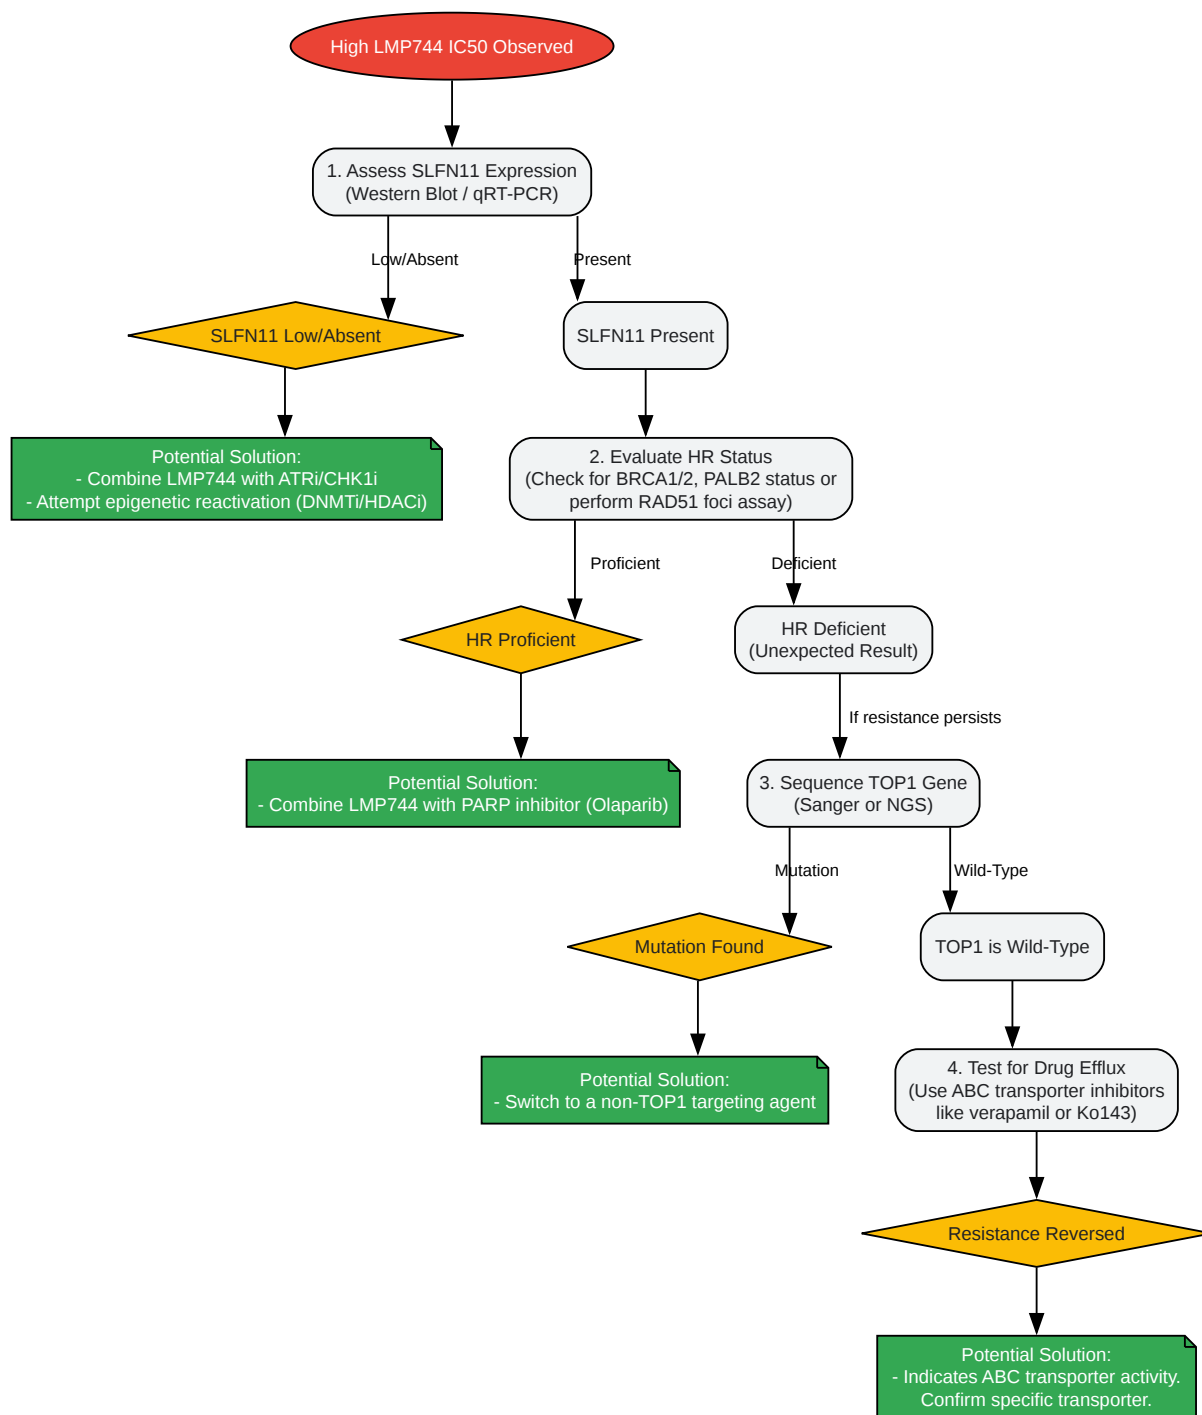 High LMP744 IC50 Observed
1. Assess SLFN11 Expression
(Western Blot / qRT-PCR)
Low/Absent
Present
SLFN11 Low/Absent
SLFN11 Present
Potential Solution:
- Combine LMP744 with ATRi/CHK1i
- Attempt epigenetic reactivation (DNMTi/HDACi)
2. Evaluate HR Status
(Check for BRCA1/2, PALB2 status or
perform RAD51 foci assay)
Proficient
Deficient
HR Proficient
HR Deficient
(Unexpected Result)
If resistance persists
Potential Solution:
- Combine LMP744 with PARP inhibitor (Olaparib)
3. Sequence TOP1 Gene
(Sanger or NGS)
Mutation
Wild-Type
Mutation Found
TOP1 is Wild-Type
Potential Solution:
- Switch to a non-TOP1 targeting agent
4. Test for Drug Efflux
(Use ABC transporter inhibitors
like verapamil or Ko143)
Resistance Reversed
Potential Solution:
- Indicates ABC transporter activity.
Confirm specific transporter.